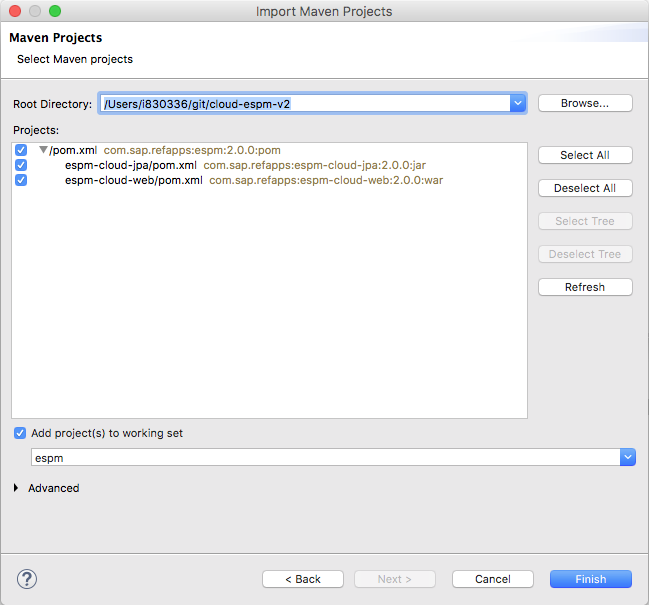 Import Maven Projects
Maven Projects
Select Maven projects
Root Directory: /Users/i830336/git/cloud-espm-v2 Browse...
Projects:
/pom.xml com.sap.refapps:espm:2.0.0:pom
espm-cloud-jpa/pom.xml com.sap.refapps:espm-cloud-jpa:2.0.0:jar
espm-cloud-web/pom.xml com.sap.refapps:espm-cloud-web:2.0.0:war
Select All
Deselect All
Select Tree
Deselect Tree
Refresh
Add project(s) to working set
espm
Advanced
? < Back Next > Cancel Finish